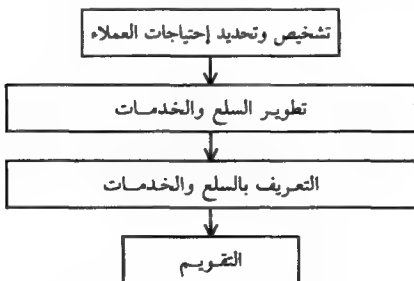 تشخيص وتحديد إحتياجات العملاء
تطوير السلع والخدمات
التعريف بالسلع والخدمات
التقويم